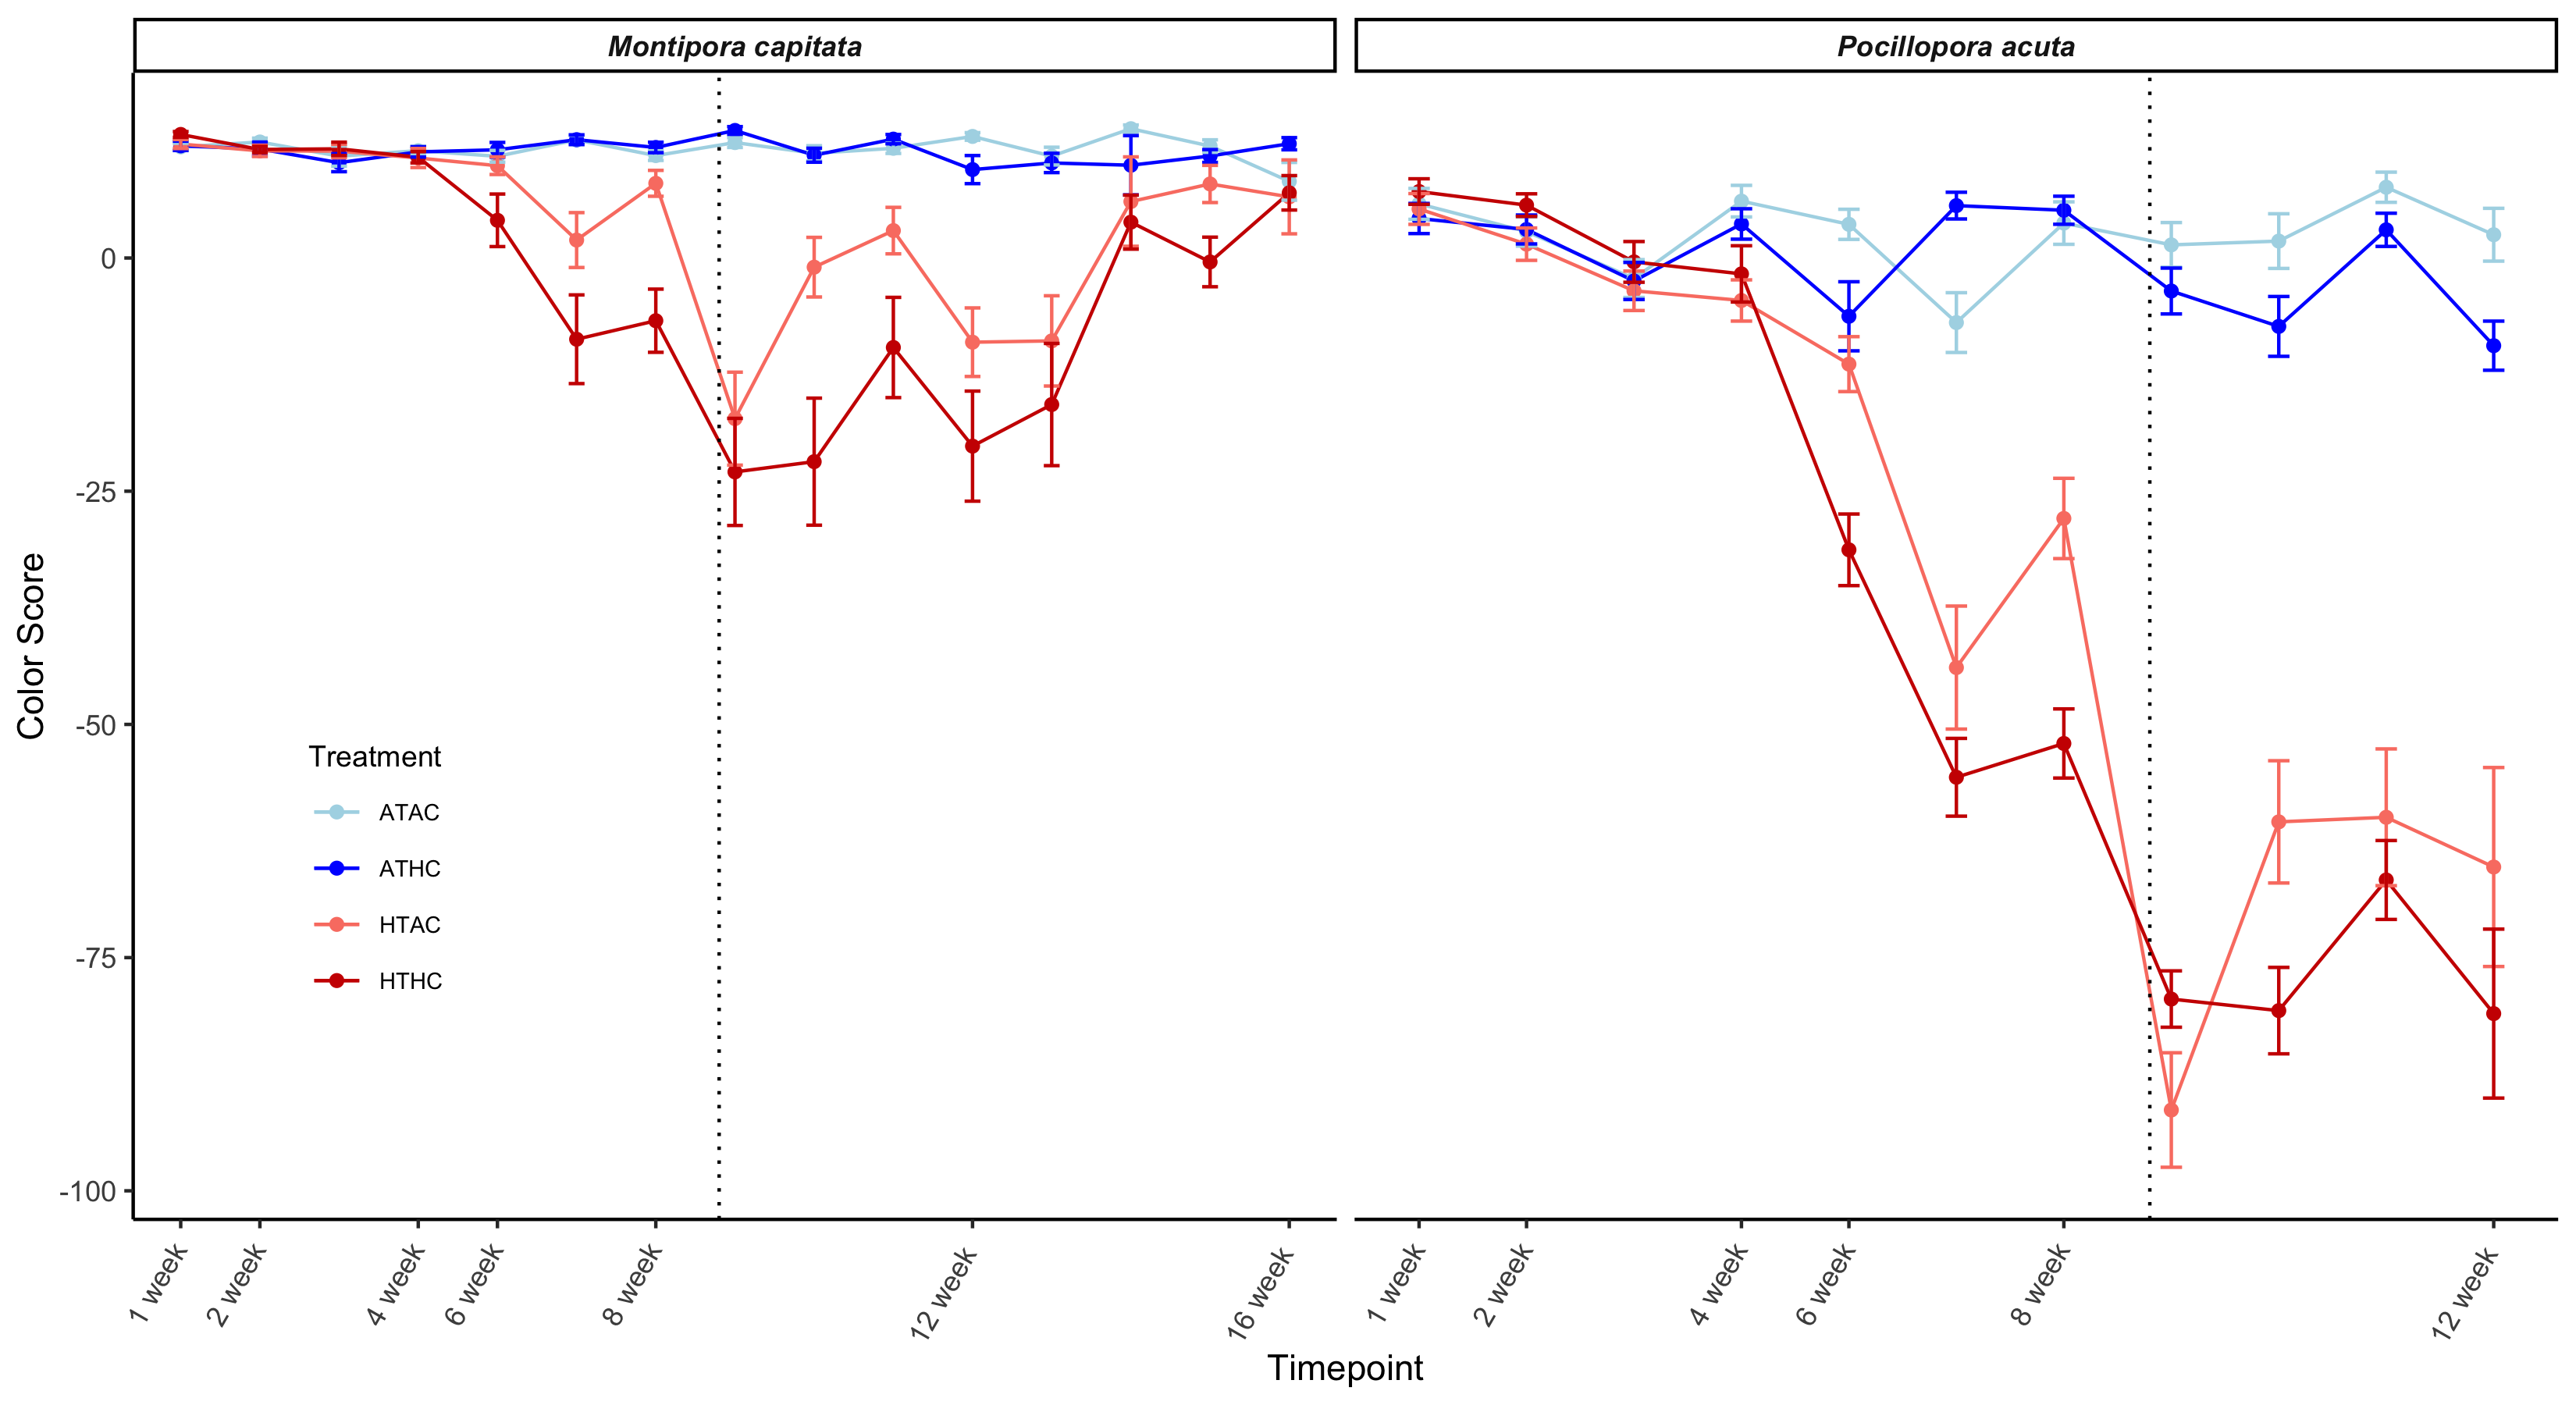 Montipora capitata
Pocillopora acuta
Color Score
0
-25
-50
-75
-100
Treatment
ATAC
ATHC
HTAC
HTHC
1 week
2 week
4 week
6 week
8 week
12 week
16 week
1 week
2 week
4 week
6 week
8 week
12 week
Timepoint